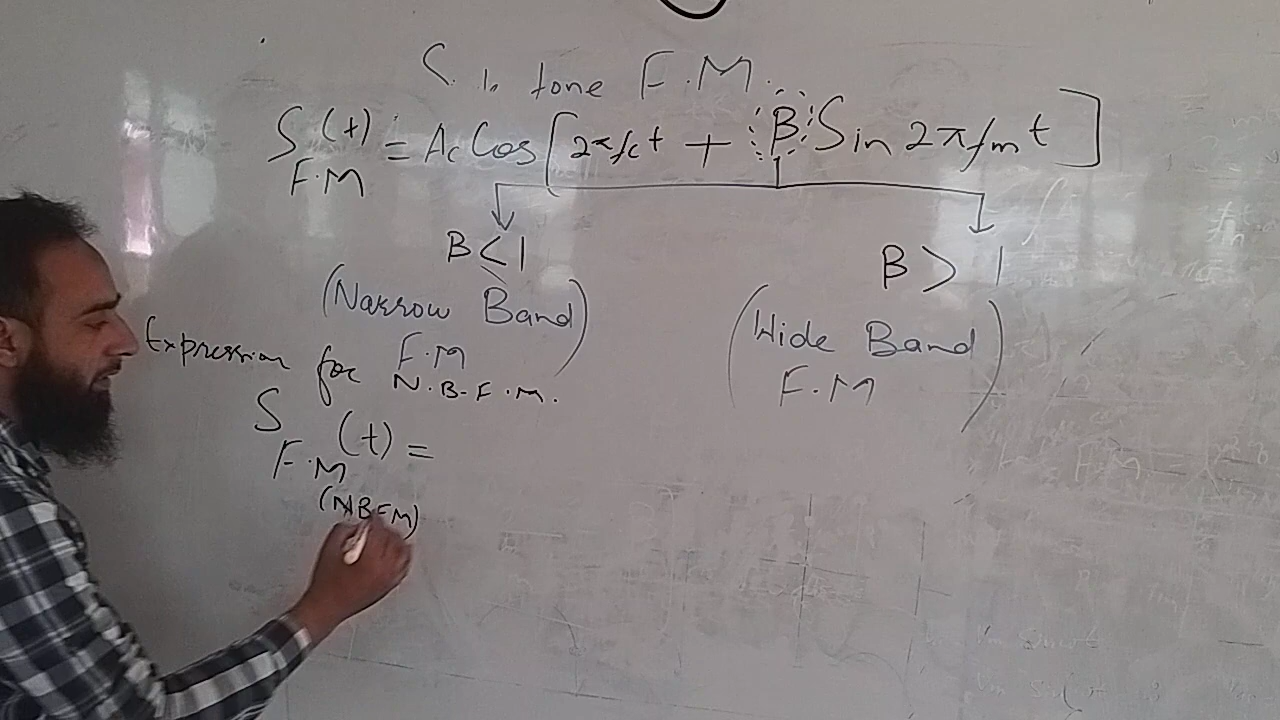 tone F.M.
S F.M (t) = Ac Cos [2πfct + B Sin 2πfmt]
B < 1
B > 1
(Narrow Band)
F.M
(Wide Band
F.M)
Expression for N.B.F.M.
S F.M (t) =
(NBFM)